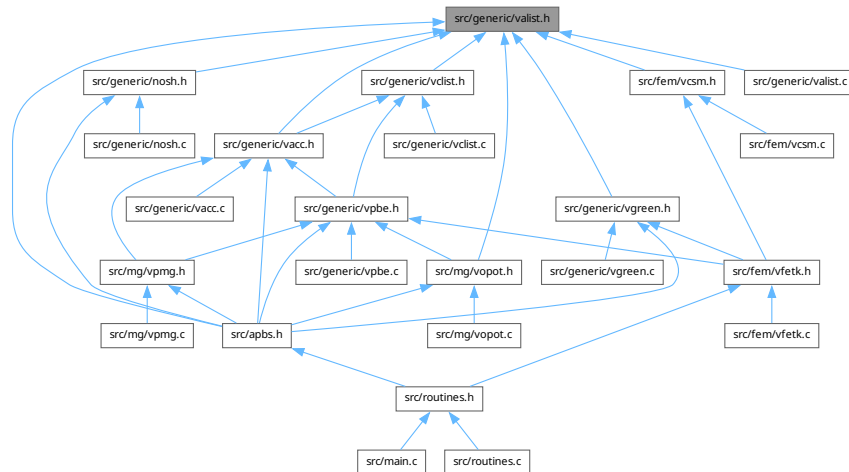 src/generic/valist.h
src/generic/nosh.h
src/generic/vclist.h
src/fem/vcsm.h
src/generic/valist.c
src/generic/nosh.c
src/generic/vacc.h
src/generic/vclist.c
src/fem/vcsm.c
src/generic/vacc.c
src/generic/vpbe.h
src/generic/vgreen.h
src/mg/vpmg.h
src/generic/vpbe.c
src/mg/vopot.h
src/generic/vgreen.c
src/fem/vfetk.h
src/mg/vpmg.c
src/apbs.h
src/mg/vopot.c
src/fem/vfetk.c
src/routines.h
src/main.c
src/routines.c